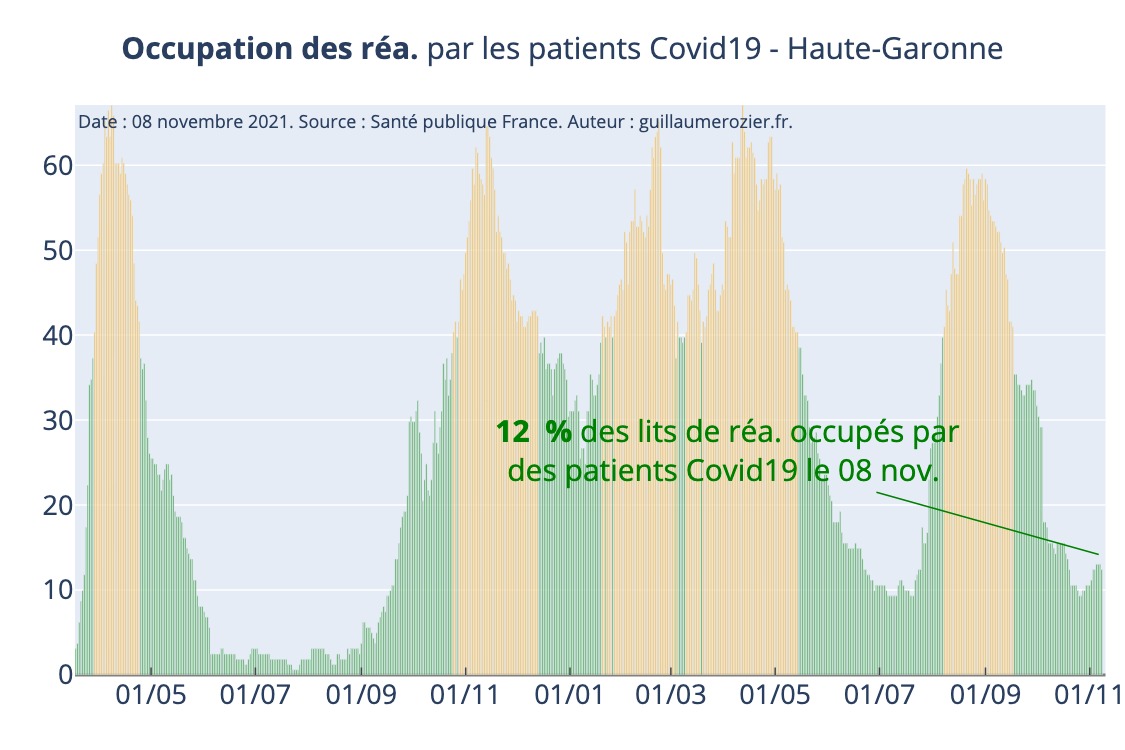 Occupation des réa. par les patients Covid19 - Haute-Garonne
Date : 08 novembre 2021. Source : Santé publique France. Auteur : guillaumerozier.fr.
60
50
40
30
12 % des lits de réa. occupés par
des patients Covid19 le 08 nov.
20
10
0
01/05 01/07 01/09 01/11 01/01 01/03 01/05 01/07 01/09 01/11